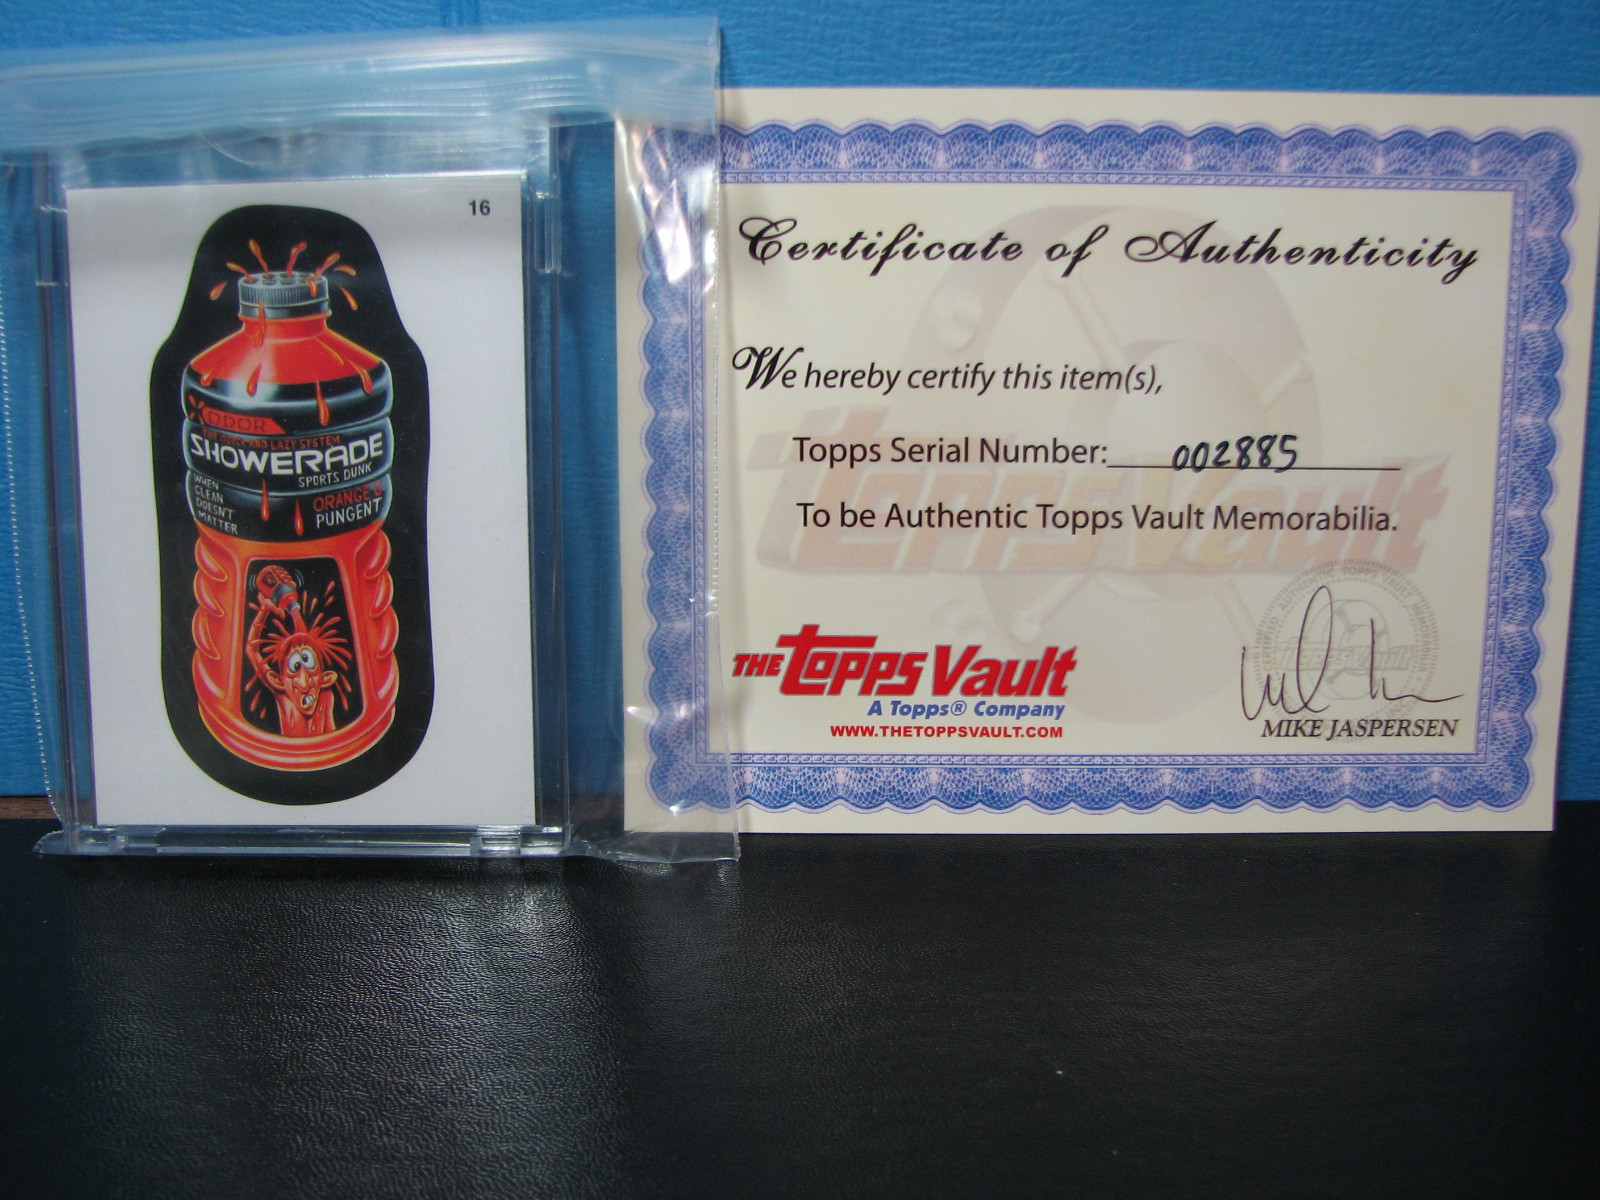 16
ODOR
THE QUICK AND LAZY SYSTEM
SHOWERADE
SPORTS DUNK
WHEN
CLEAN
DOESN'T
MATTER
ORANGE &
PUNGENT
Certificate of Authenticity
We hereby certify this item(s),
Topps Serial Number: 002885
To be Authentic Topps Vault Memorabilia.
THE Topps Vault
A Topps® Company
WWW.THETOPPSVAULT.COM
MIKE JASPERSEN
Topps Vault